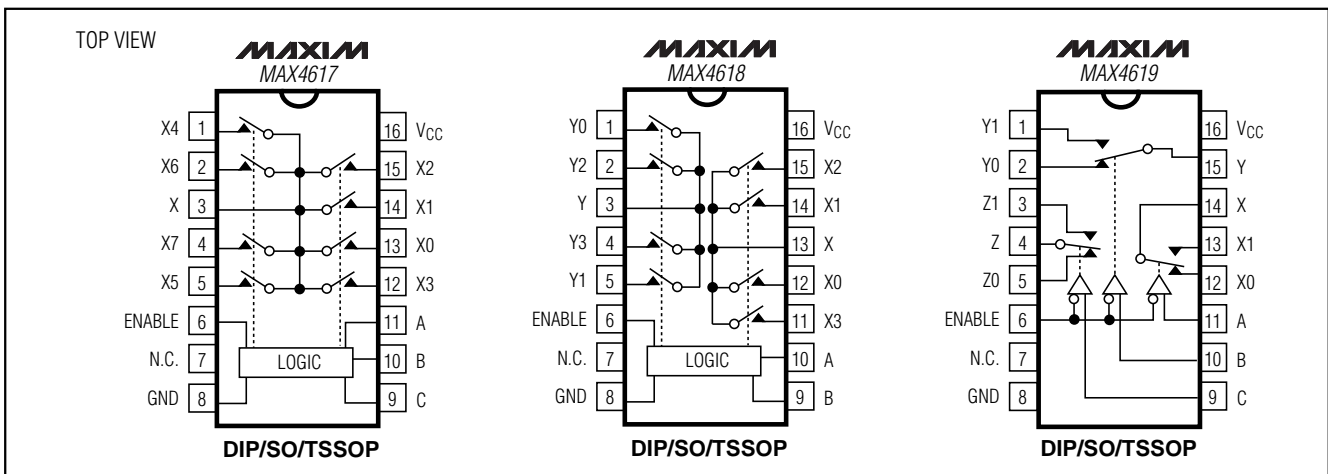 TOP VIEW
MAXIM
MAX4617
X4 1 16 VCC
X6 2 15 X2
X 3 14 X1
X7 4 13 X0
X5 5 12 X3
ENABLE 6 11 A
N.C. 7 LOGIC 10 B
GND 8 9 C
DIP/SO/TSSOP
MAXIM
MAX4618
Y0 1 16 VCC
Y2 2 15 X2
Y 3 14 X1
Y3 4 13 X
Y1 5 12 X0
ENABLE 6 11 X3
N.C. 7 LOGIC 10 A
GND 8 9 B
DIP/SO/TSSOP
MAXIM
MAX4619
Y1 1 16 VCC
Y0 2 15 Y
Z1 3 14 X
Z 4 13 X1
Z0 5 12 X0
ENABLE 6 11 A
N.C. 7 10 B
GND 8 9 C
DIP/SO/TSSOP